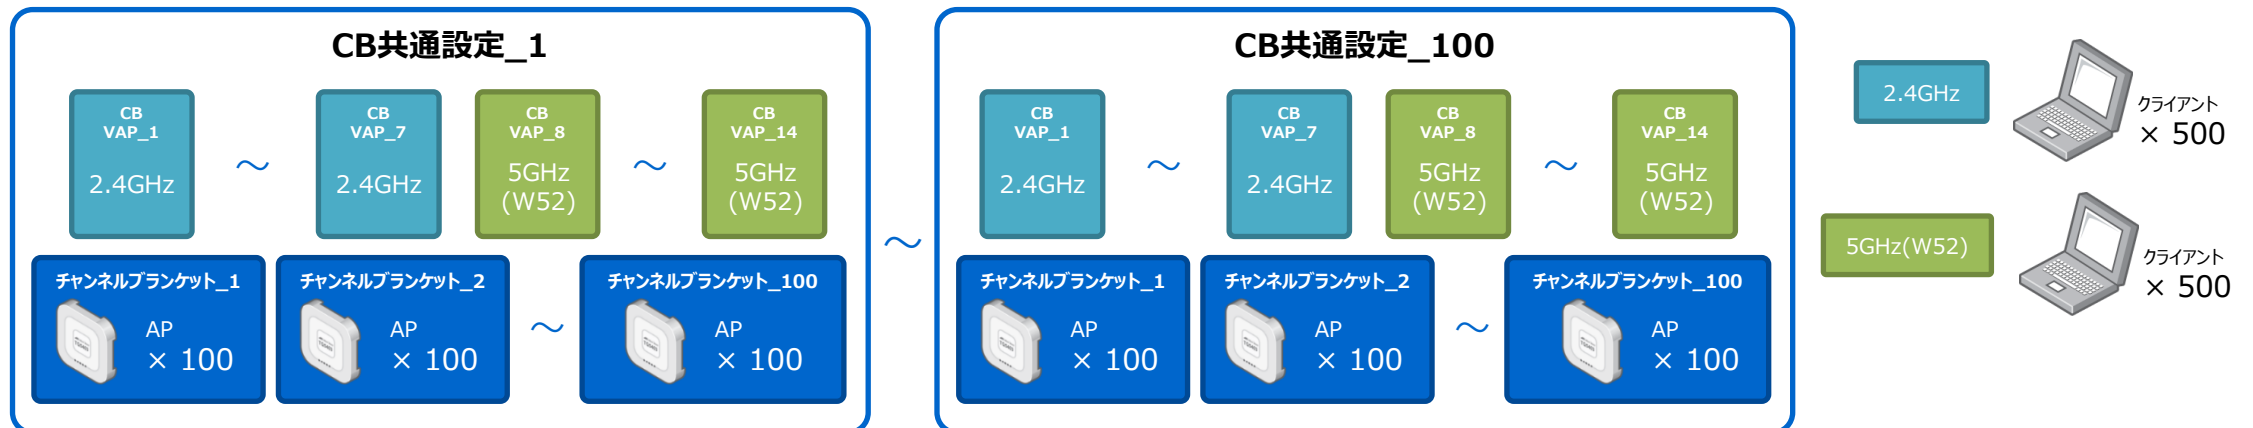 CB共通設定_1
CB
VAP_1
2.4GHz
～
CB
VAP_7
2.4GHz
CB
VAP_8
5GHz
(W52)
～
CB
VAP_14
5GHz
(W52)
チャンネルブランケット_1
AP
× 100
チャンネルブランケット_2
AP
× 100
～
チャンネルブランケット_100
AP
× 100
～
CB共通設定_100
CB
VAP_1
2.4GHz
～
CB
VAP_7
2.4GHz
CB
VAP_8
5GHz
(W52)
～
CB
VAP_14
5GHz
(W52)
チャンネルブランケット_1
AP
× 100
チャンネルブランケット_2
AP
× 100
～
チャンネルブランケット_100
AP
× 100
2.4GHz
クライアント
× 500
5GHz(W52)
クライアント
× 500